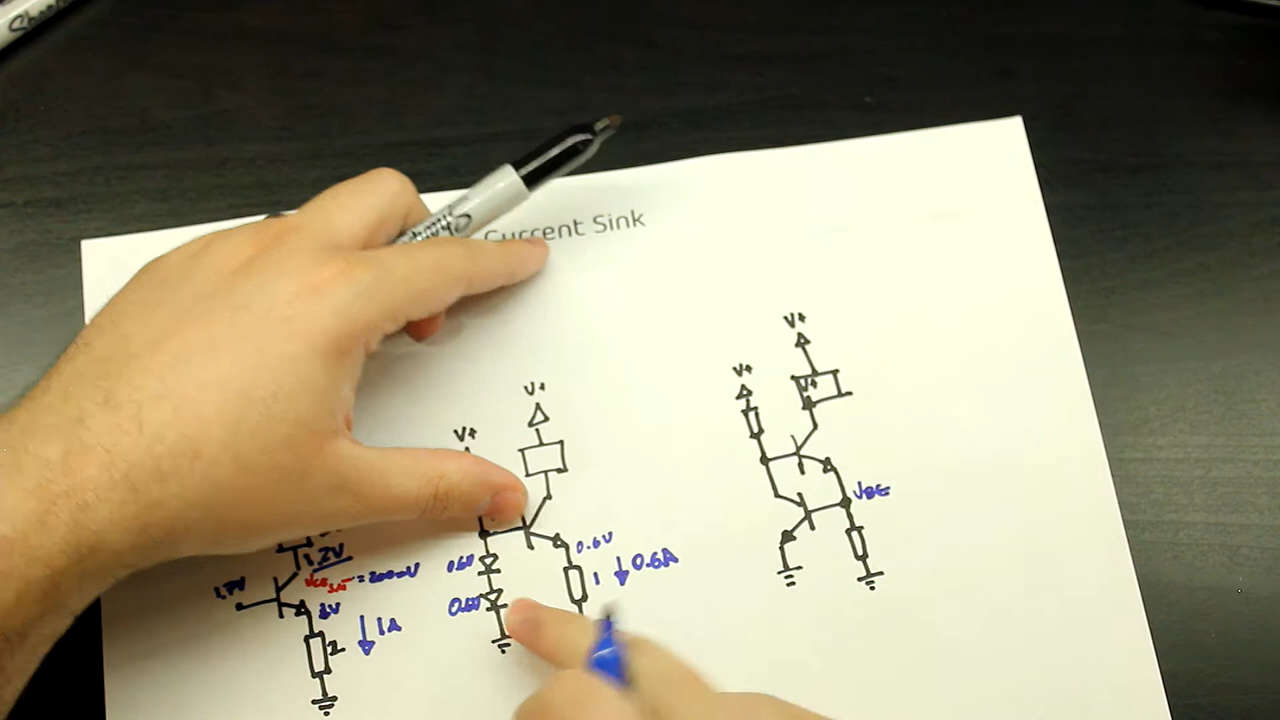 Current Sink
V+
V+
0.6V
0.6V
0.6V
1
0.6A
1.7V
1.2V
VCE SAT = 200mV
1V
1A
V+
V+
V+
VBE